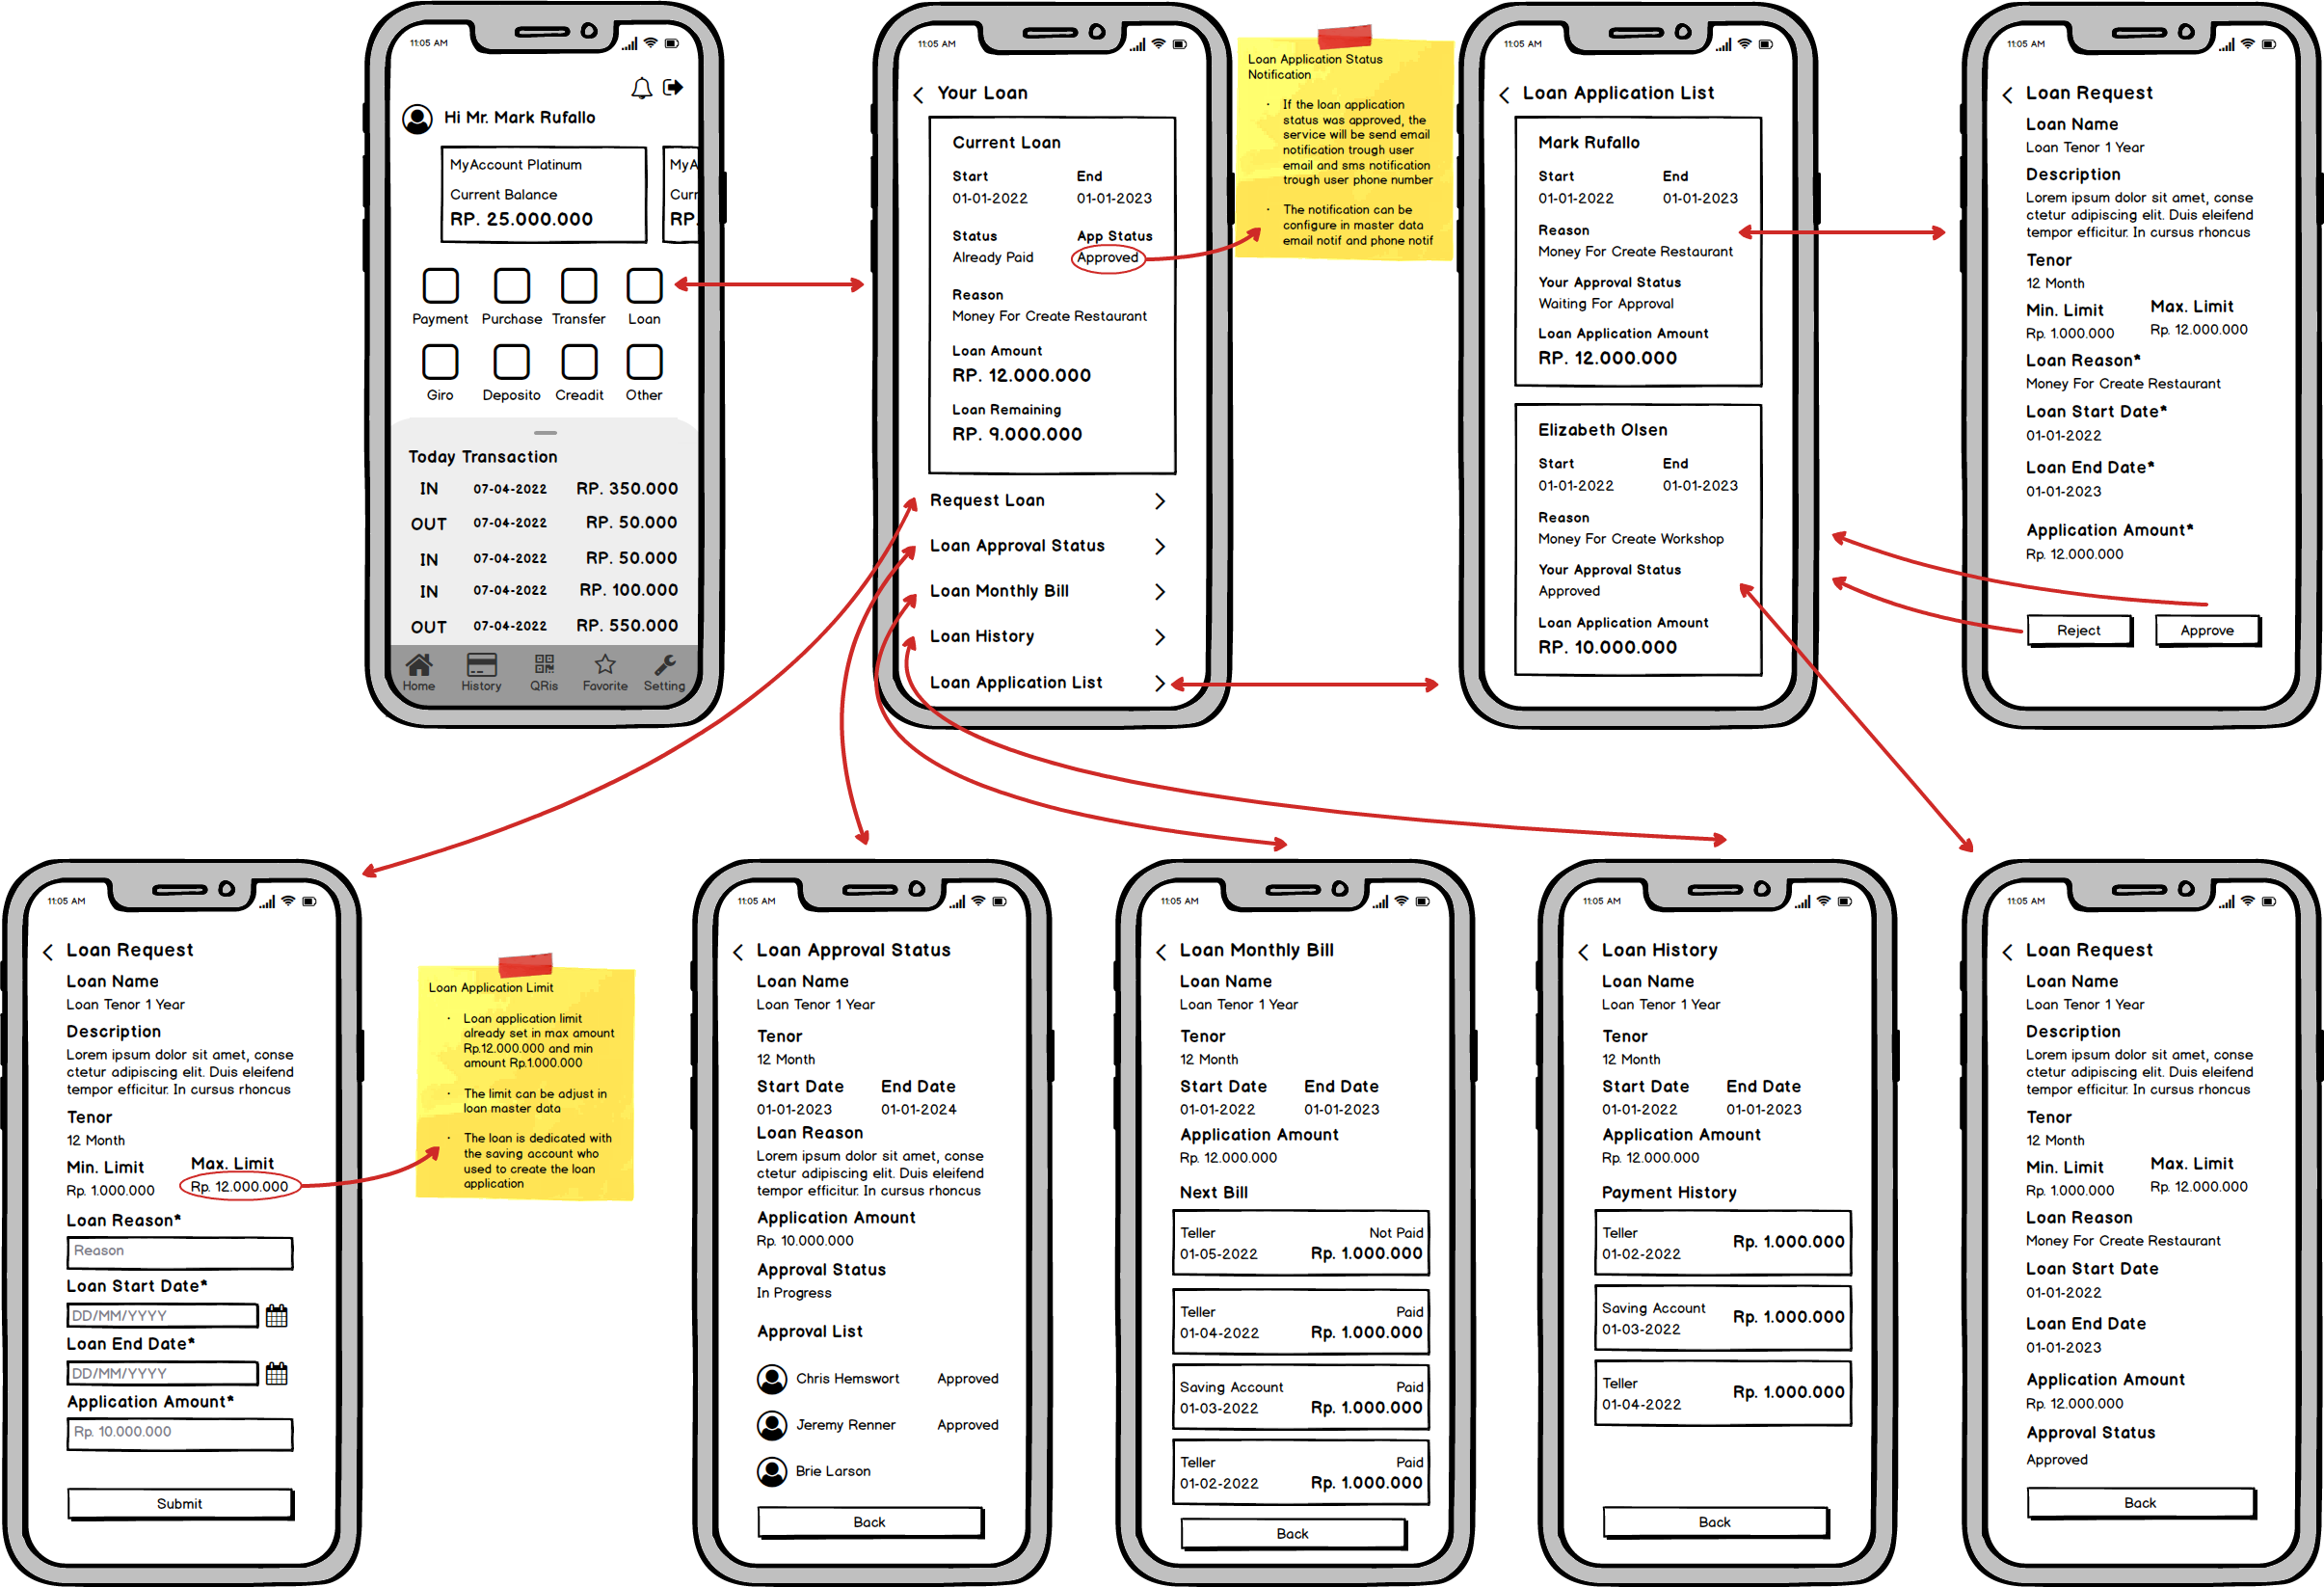 11:05 AM
Hi Mr. Mark Rufallo
MyAccount Platinum
Current Balance
RP. 25.000.000
MyA
Curr
RP.
Payment
Purchase
Transfer
Loan
Giro
Deposito
Creadit
Other
Today Transaction
IN 07-04-2022 RP. 350.000
OUT 07-04-2022 RP. 50.000
IN 07-04-2022 RP. 50.000
IN 07-04-2022 RP. 100.000
OUT 07-04-2022 RP. 550.000
Home
History
QRis
Favorite
Setting
11:05 AM
Your Loan
Current Loan
Start End
01-01-2022 01-01-2023
Status App Status
Already Paid Approved
Reason
Money For Create Restaurant
Loan Amount
RP. 12.000.000
Loan Remaining
RP. 9.000.000
Request Loan
Loan Approval Status
Loan Monthly Bill
Loan History
Loan Application List
Loan Application Status
Notification
· If the loan application
status was approved, the
service will be send email
notification trough user
email and sms notification
trough user phone number
· The notification can be
configure in master data
email notif and phone notif
11:05 AM
Loan Application List
Mark Rufallo
Start End
01-01-2022 01-01-2023
Reason
Money For Create Restaurant
Your Approval Status
Waiting For Approval
Loan Application Amount
RP. 12.000.000
Elizabeth Olsen
Start End
01-01-2022 01-01-2023
Reason
Money For Create Workshop
Your Approval Status
Approved
Loan Application Amount
RP. 10.000.000
11:05 AM
Loan Request
Loan Name
Loan Tenor 1 Year
Description
Lorem ipsum dolor sit amet, conse
ctetur adipiscing elit. Duis eleifend
tempor efficitur. In cursus rhoncus
Tenor
12 Month
Min. Limit Max. Limit
Rp. 1.000.000 Rp. 12.000.000
Loan Reason*
Money For Create Restaurant
Loan Start Date*
01-01-2022
Loan End Date*
01-01-2023
Application Amount*
Rp. 12.000.000
Reject Approve
11:05 AM
Loan Request
Loan Name
Loan Tenor 1 Year
Description
Lorem ipsum dolor sit amet, conse
ctetur adipiscing elit. Duis eleifend
tempor efficitur. In cursus rhoncus
Tenor
12 Month
Min. Limit Max. Limit
Rp. 1.000.000 Rp. 12.000.000
Loan Reason*
Reason
Loan Start Date*
DD/MM/YYYY
Loan End Date*
DD/MM/YYYY
Application Amount*
Rp. 10.000.000
Submit
Loan Application Limit
· Loan application limit
already set in max amount
Rp.12.000.000 and min
amount Rp.1.000.000
· The limit can be adjust in
loan master data
· The loan is dedicated with
the saving account who
used to create the loan
application
11:05 AM
Loan Approval Status
Loan Name
Loan Tenor 1 Year
Tenor
12 Month
Start Date End Date
01-01-2023 01-01-2024
Loan Reason
Lorem ipsum dolor sit amet, conse
ctetur adipiscing elit. Duis eleifend
tempor efficitur. In cursus rhoncus
Application Amount
Rp. 10.000.000
Approval Status
In Progress
Approval List
Chris Hemswort Approved
Jeremy Renner Approved
Brie Larson
Back
11:05 AM
Loan Monthly Bill
Loan Name
Loan Tenor 1 Year
Tenor
12 Month
Start Date End Date
01-01-2022 01-01-2023
Application Amount
Rp. 12.000.000
Next Bill
Teller Not Paid
01-05-2022 Rp. 1.000.000
Teller Paid
01-04-2022 Rp. 1.000.000
Saving Account Paid
01-03-2022 Rp. 1.000.000
Teller Paid
01-02-2022 Rp. 1.000.000
Back
11:05 AM
Loan History
Loan Name
Loan Tenor 1 Year
Tenor
12 Month
Start Date End Date
01-01-2022 01-01-2023
Application Amount
Rp. 12.000.000
Payment History
Teller
01-02-2022 Rp. 1.000.000
Saving Account
01-03-2022 Rp. 1.000.000
Teller
01-04-2022 Rp. 1.000.000
Back
11:05 AM
Loan Request
Loan Name
Loan Tenor 1 Year
Description
Lorem ipsum dolor sit amet, conse
ctetur adipiscing elit. Duis eleifend
tempor efficitur. In cursus rhoncus
Tenor
12 Month
Min. Limit Max. Limit
Rp. 1.000.000 Rp. 12.000.000
Loan Reason
Money For Create Restaurant
Loan Start Date
01-01-2022
Loan End Date
01-01-2023
Application Amount
Rp. 12.000.000
Approval Status
Approved
Back